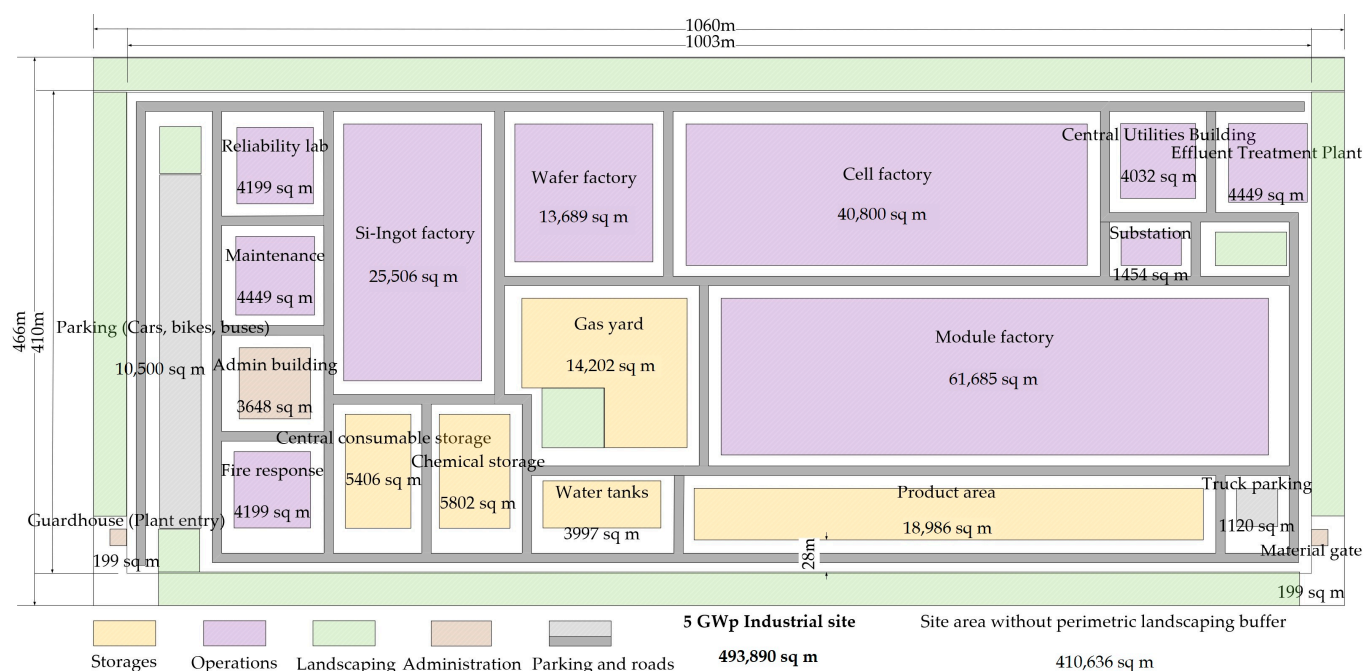 1060m
1003m
466m
410m
Reliability lab
4199 sq m
Maintenance
4449 sq m
Parking (Cars, bikes, buses)
10,500 sq m
Admin building
3648 sq m
Fire response
4199 sq m
Guardhouse (Plant entry)
199 sq m
Si-Ingot factory
25,506 sq m
Central consumable storage
5406 sq m
Chemical storage
5802 sq m
Wafer factory
13,689 sq m
Gas yard
14,202 sq m
Water tanks
3997 sq m
Cell factory
40,800 sq m
Module factory
61,685 sq m
Product area
18,986 sq m
28m
Central Utilities Building
4032 sq m
Effluent Treatment Plant
4449 sq m
Substation
1454 sq m
Truck parking
1120 sq m
Material gate
199 sq m
Storages
Operations
Landscaping
Administration
Parking and roads
5 GWp Industrial site
493,890 sq m
Site area without perimetric landscaping buffer
410,636 sq m